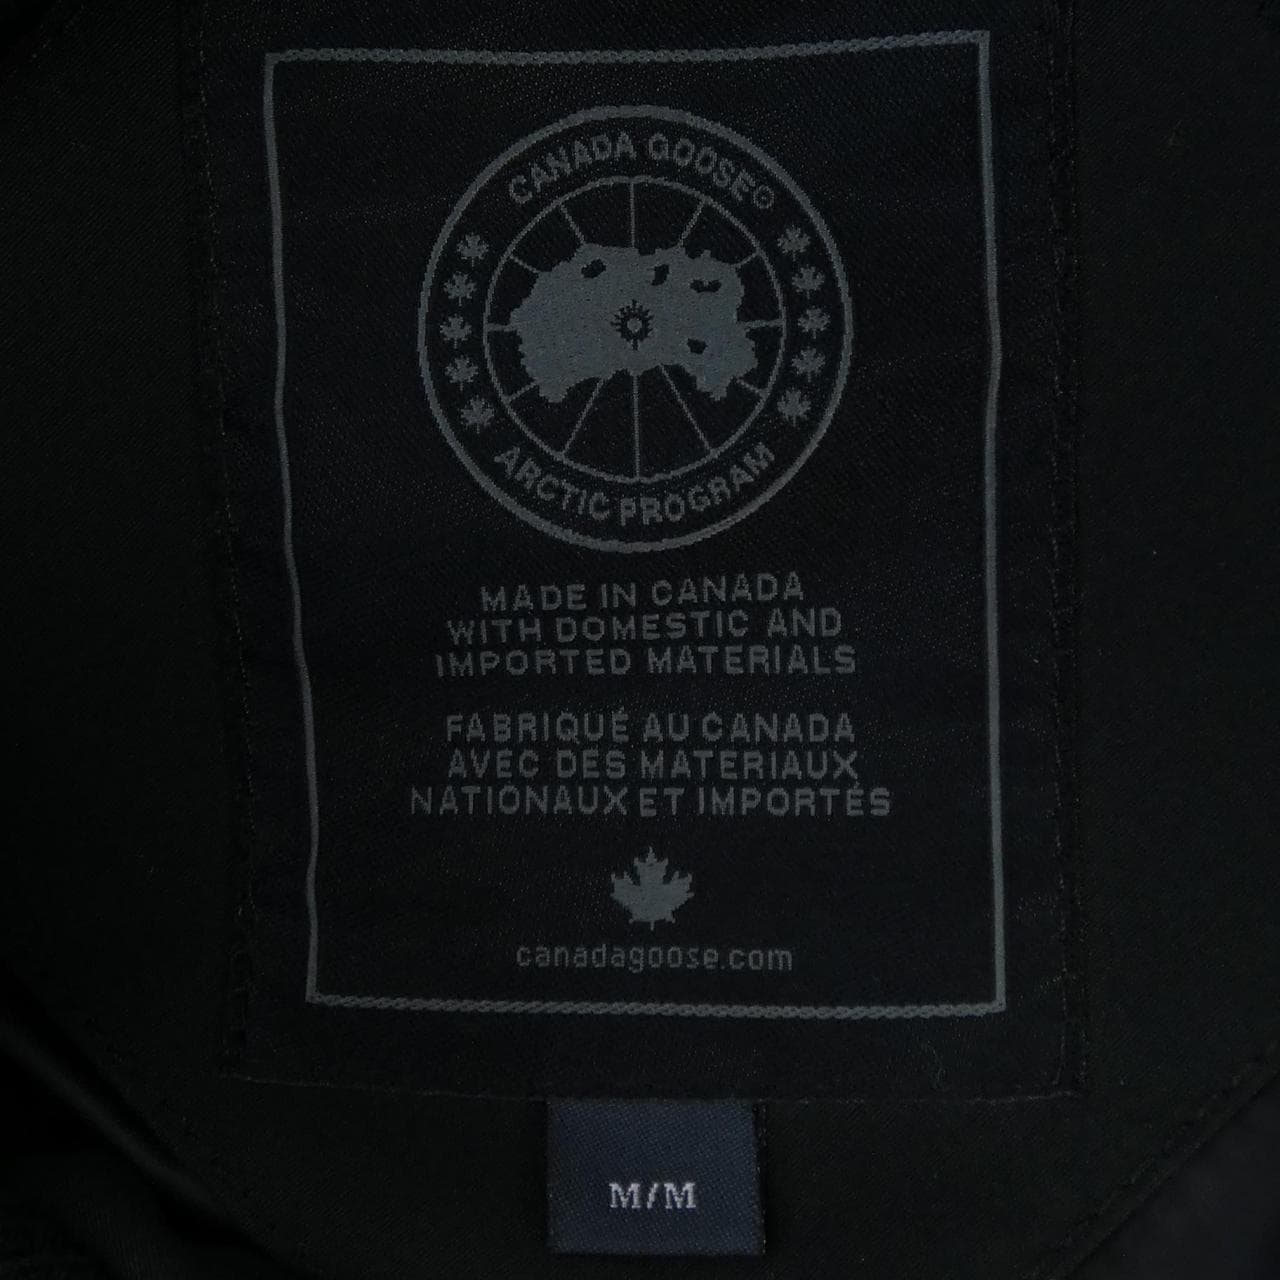 CANADA GOOSE®
ARCTIC PROGRAM
MADE IN CANADA
WITH DOMESTIC AND
IMPORTED MATERIALS
FABRIQUÉ AU CANADA
AVEC DES MATERIAUX
NATIONAUX ET IMPORTÉS
canadagoose.com
M/M